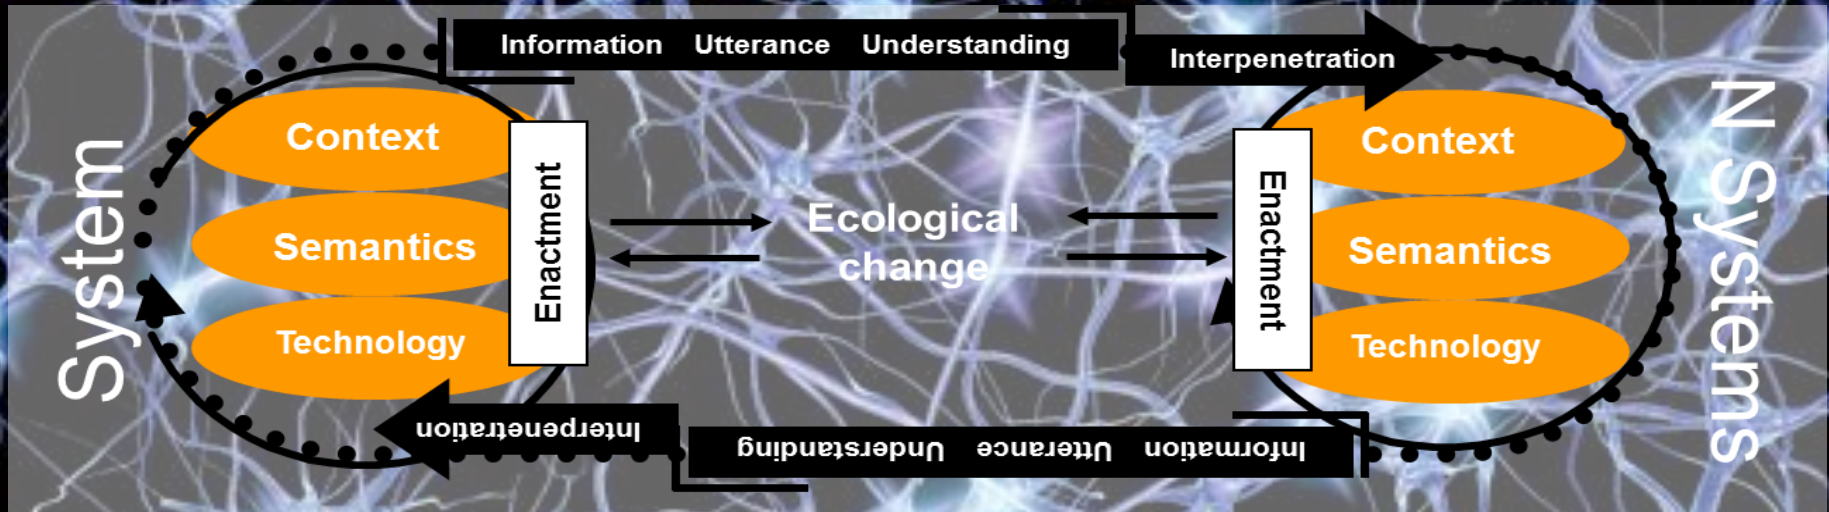 Information Utterance Understanding
Interpenetration
System
Context
Semantics
Technology
Enactment
Ecological
change
Enactment
Context
Semantics
Technology
N Systems
Interpenetration
Information Utterance Understanding